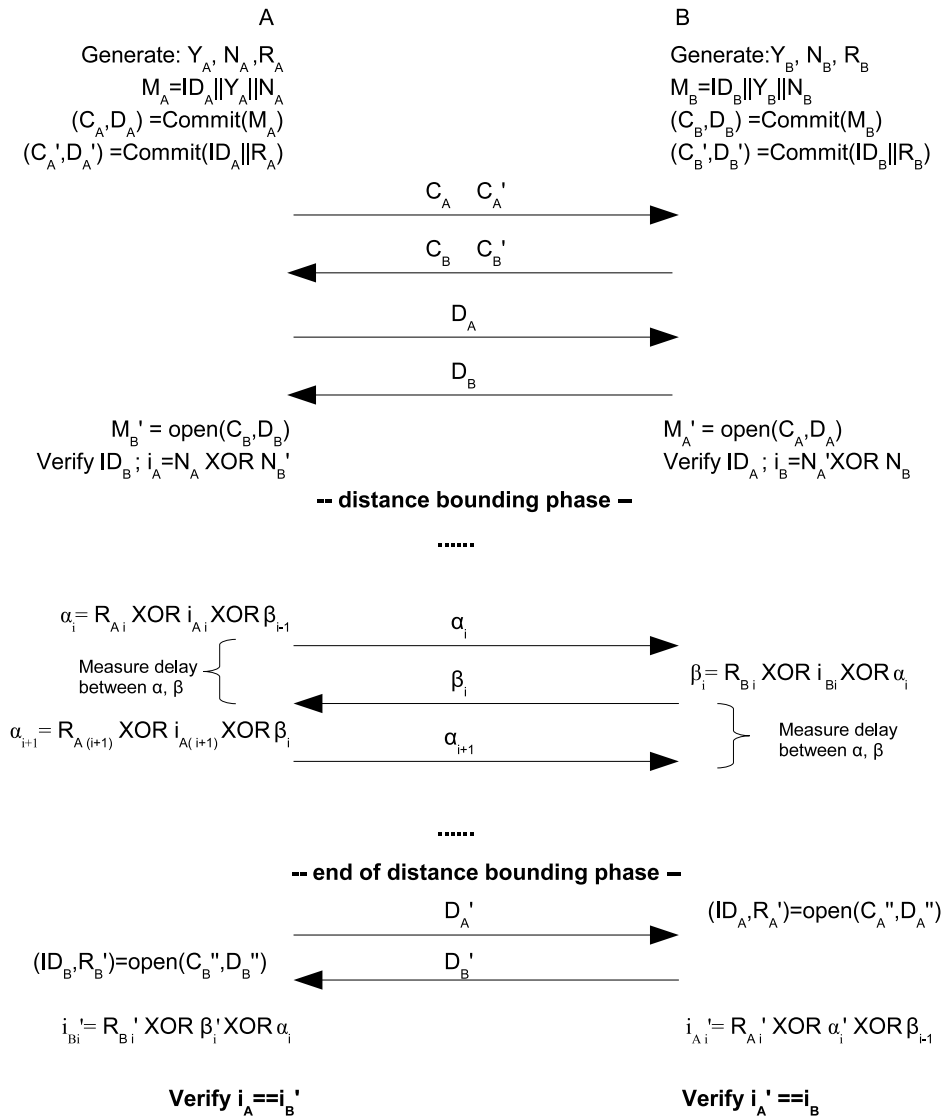 A
B
Generate: Y_A, N_A ,R_A
M_A=ID_A||Y_A||N_A
(C_A,D_A) =Commit(M_A)
(C_A',D_A') =Commit(ID_A||R_A)
Generate:Y_B, N_B, R_B
M_B=ID_B||Y_B||N_B
(C_B,D_B) =Commit(M_B)
(C_B',D_B') =Commit(ID_B||R_B)
C_A C_A'
C_B C_B'
D_A
D_B
M_B' = open(C_B,D_B)
Verify ID_B ; i_A=N_A XOR N_B'
M_A' = open(C_A,D_A)
Verify ID_A ; i_B=N_A'XOR N_B
-- distance bounding phase –
......
α_i= R_A i XOR i_A i XOR β_i-1
α_i
Measure delay
between α, β
β_i
β_i= R_B i XOR i_Bi XOR α_i
α_i+1= R_A (i+1) XOR i_A( i+1) XOR β_i
α_i+1
Measure delay
between α, β
......
-- end of distance bounding phase –
D_A'
(ID_A,R_A')=open(C_A'',D_A'')
(ID_B,R_B')=open(C_B'',D_B'')
D_B'
i_Bi'= R_B i' XOR β_i' XOR α_i
i_A i'= R_A i' XOR α_i' XOR β_i-1
Verify i_A==i_B'
Verify i_A' ==i_B